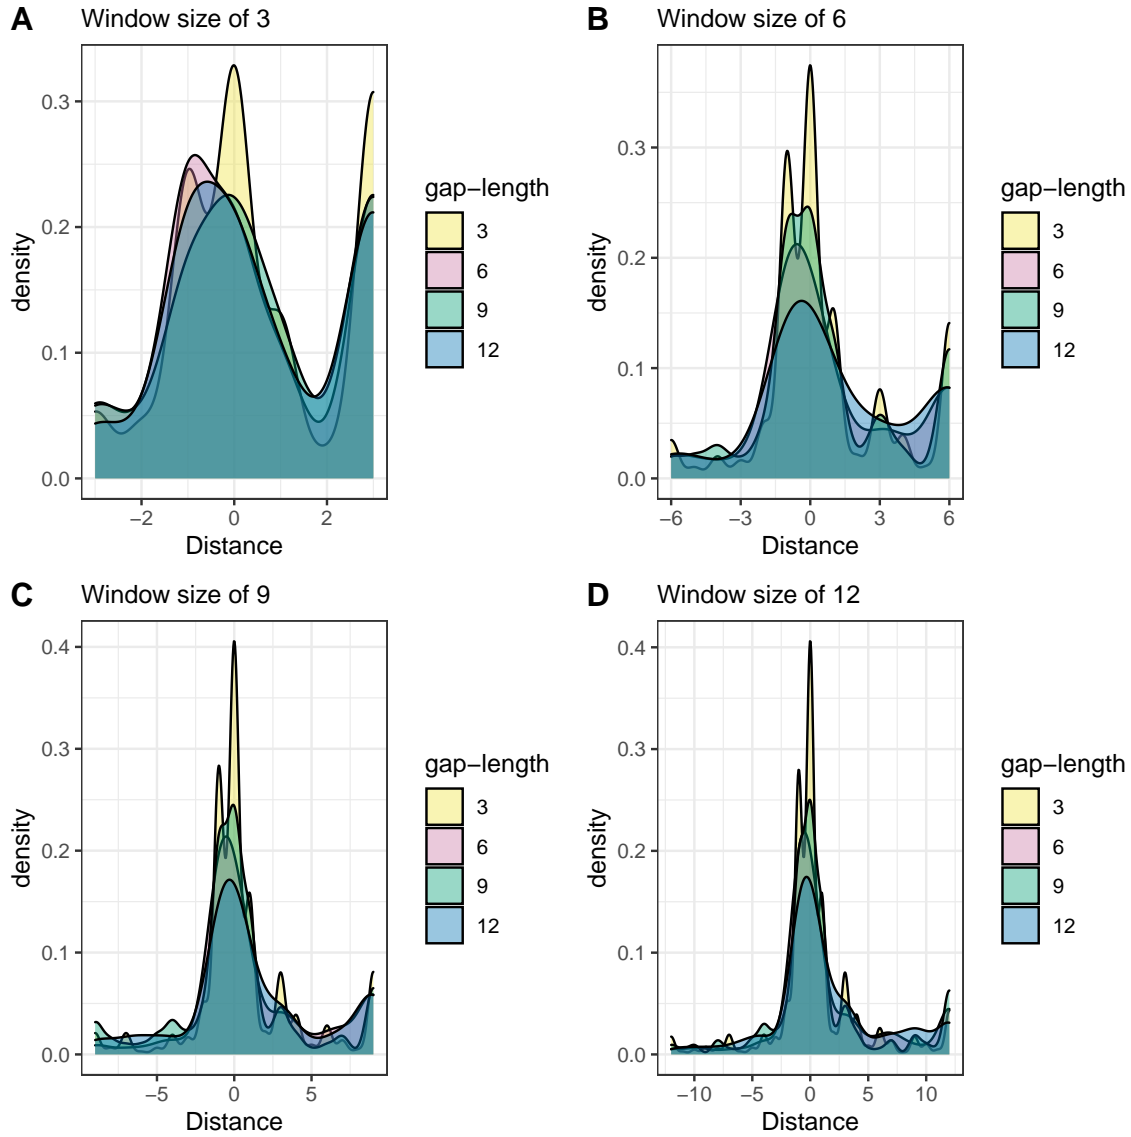 A Window size of 3
density
0.3
0.2
0.1
0.0
−2 0 2
Distance
gap−length
3
6
9
12
B Window size of 6
density
0.3
0.2
0.1
0.0
−6 −3 0 3 6
Distance
gap−length
3
6
9
12
C Window size of 9
density
0.4
0.3
0.2
0.1
0.0
−5 0 5
Distance
gap−length
3
6
9
12
D Window size of 12
density
0.4
0.3
0.2
0.1
0.0
−10 −5 0 5 10
Distance
gap−length
3
6
9
12